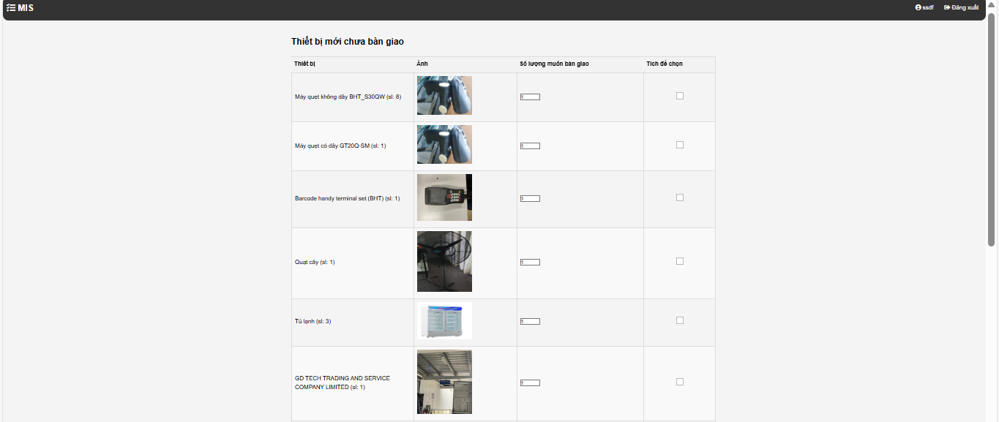 MIS
ssdf
Đăng xuất
Thiết bị mới chưa bàn giao
Thiết bị
Ảnh
Số lượng muốn bàn giao
Tích để chọn
Máy quẹt không dây BHT_S30QW (sl: 8)
1
Máy quẹt có dây GT20Q-SM (sl: 1)
1
Barcode handy terminal set (BHT) (sl: 1)
1
Quạt cây (sl: 1)
1
Tủ lạnh (sl: 3)
1
GD TECH TRADING AND SERVICE
COMPANY LIMITED (sl: 1)
1